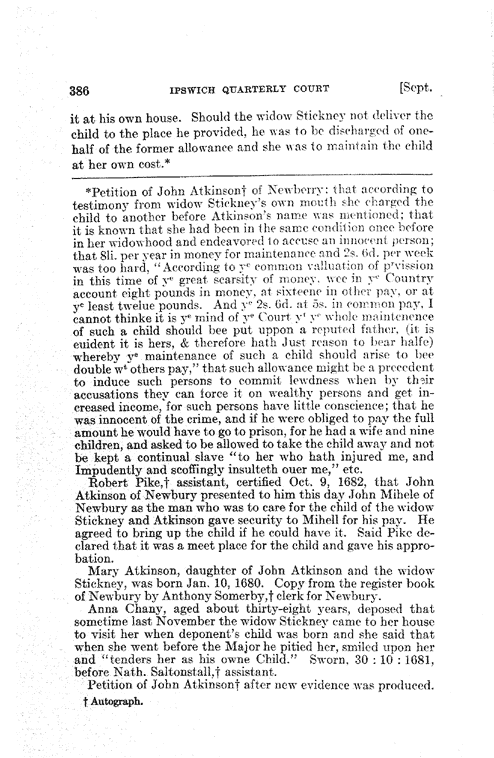 386 IPSWICH QUARTERLY COURT [Sept.
it at his own house. Should the widow Stickney not deliver the
child to the place he provided, he was to be discharged of one-
half of the former allowance and she was to maintain the child
at her own cost.*
*Petition of John Atkinson† of Newberry: that according to
testimony from widow Stickney's own mouth she charged the
child to another before Atkinson's name was mentioned; that
it is known that she had been in the same condition once before
in her widowhood and endeavored to accuse an innocent person;
that 8li. per year in money for maintenance and 2s. 6d. per week
was too hard, "According to yᵉ common valluation of pʳvission
in this time of yᵉ great scarsity of money. wee in yᵉ Country
account eight pounds in money, at sixteene in other pay, or at
yᵉ least twelue pounds. And yᵉ 2s. 6d. at 5s. in common pay, I
cannot thinke it is yᵉ mind of yᵉ Court yᵗ yᵉ whole maintenence
of such a child should bee put uppon a reputed father, (it is
euident it is hers, & therefore hath Just reason to bear halfe)
whereby yᵉ maintenance of such a child should arise to bee
double wᵗ others pay," that such allowance might be a precedent
to induce such persons to commit lewdness when by their
accusations they can force it on wealthy persons and get in-
creased income, for such persons have little conscience; that he
was innocent of the crime, and if he were obliged to pay the full
amount he would have to go to prison, for he had a wife and nine
children, and asked to be allowed to take the child away and not
be kept a continual slave "to her who hath injured me, and
Impudently and scoffingly insulteth ouer me," etc.
Robert Pike,† assistant, certified Oct. 9, 1682, that John
Atkinson of Newbury presented to him this day John Mihele of
Newbury as the man who was to care for the child of the widow
Stickney and Atkinson gave security to Mihell for his pay. He
agreed to bring up the child if he could have it. Said Pike de-
clared that it was a meet place for the child and gave his appro-
bation.
Mary Atkinson, daughter of John Atkinson and the widow
Stickney, was born Jan. 10, 1680. Copy from the register book
of Newbury by Anthony Somerby,† clerk for Newbury.
Anna Chany, aged about thirty-eight years, deposed that
sometime last November the widow Stickney came to her house
to visit her when deponent's child was born and she said that
when she went before the Major he pitied her, smiled upon her
and "tenders her as his owne Child." Sworn, 30 : 10 : 1681,
before Nath. Saltonstall,† assistant.
Petition of John Atkinson† after new evidence was produced.
† Autograph.